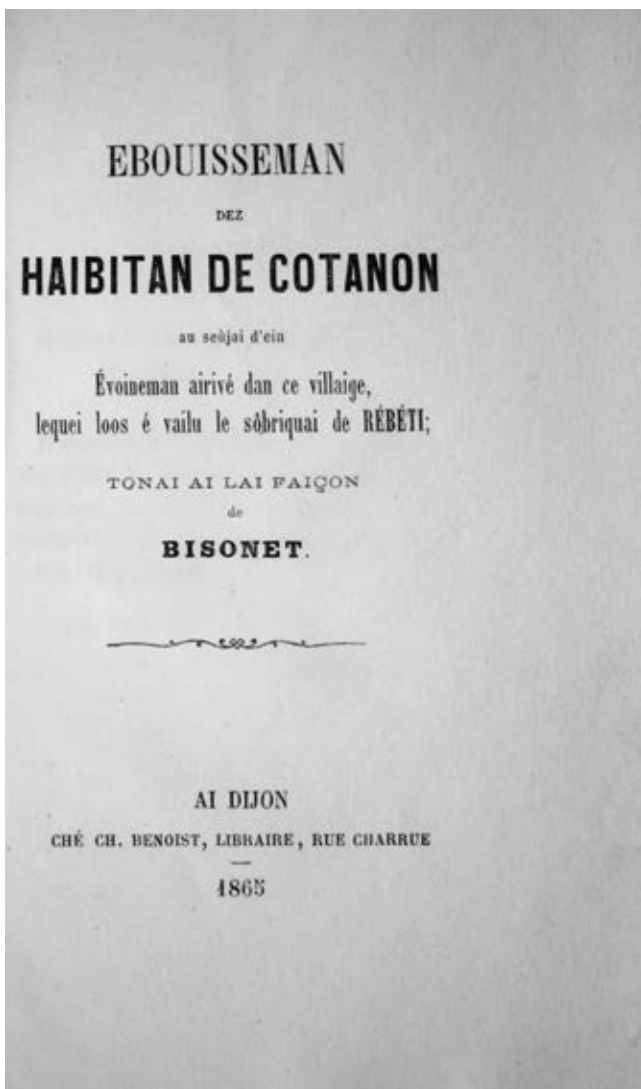 EBOUISSEMAN
DEZ
HAIBITAN DE COTANON
au seùjai d'ein
Évoineman airivé dan ce villaige,
lequei loos é vailu le sôbriquai de RÉBÉTI;
TONAI AI LAI FAIÇON
de
BISONET.
AI DIJON
CHÉ CH. BENOIST, LIBRAIRE, RUE CHARRUE
1865